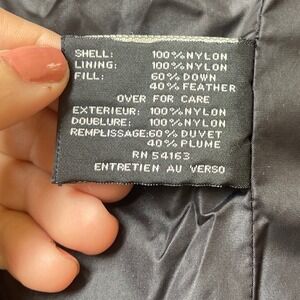 SHELL: 100%NYLON
LINING: 100%NYLON
FILL: 60%DOWN
40%FEATHER
OVER FOR CARE
EXTERIEUR: 100%NYLON
DOUBLURE: 100%NYLON
REMPLISSAGE:60%DUVET
40%PLUME
RN 54163
ENTRETIEN AU VERSO